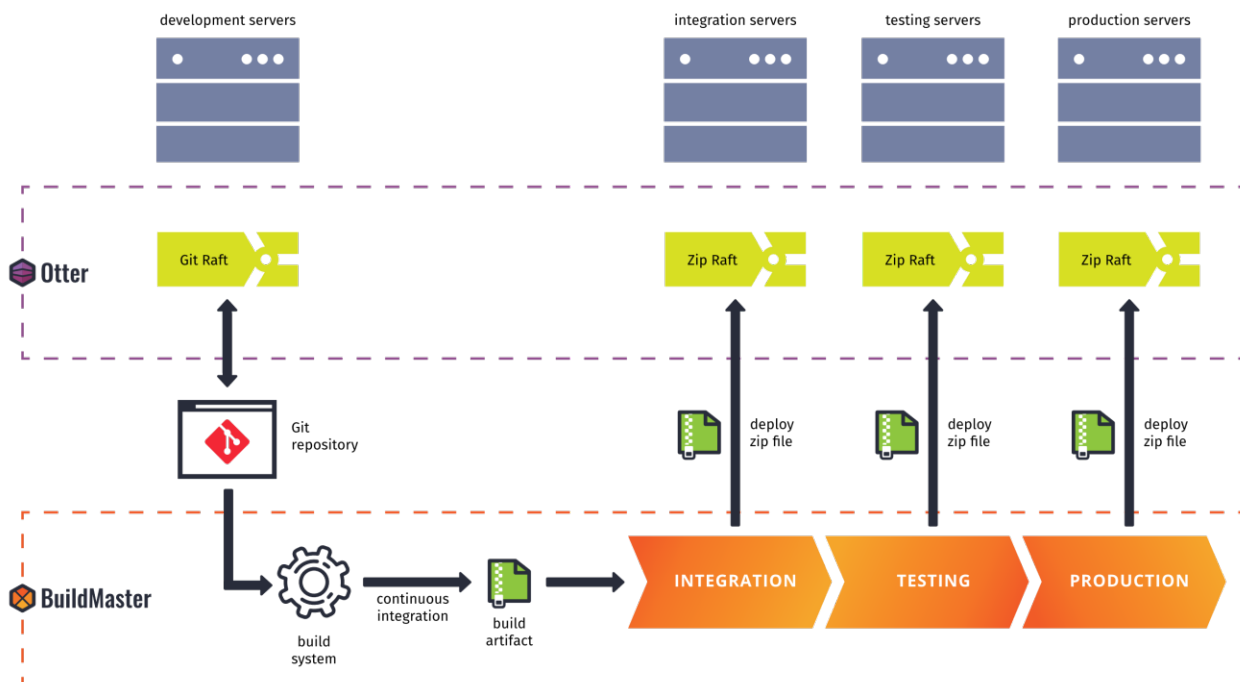 development servers
integration servers
testing servers
production servers
Otter
Git Raft
Zip Raft
Zip Raft
Zip Raft
Git
repository
deploy
zip file
deploy
zip file
deploy
zip file
BuildMaster
build
system
continuous
integration
build
artifact
INTEGRATION
TESTING
PRODUCTION